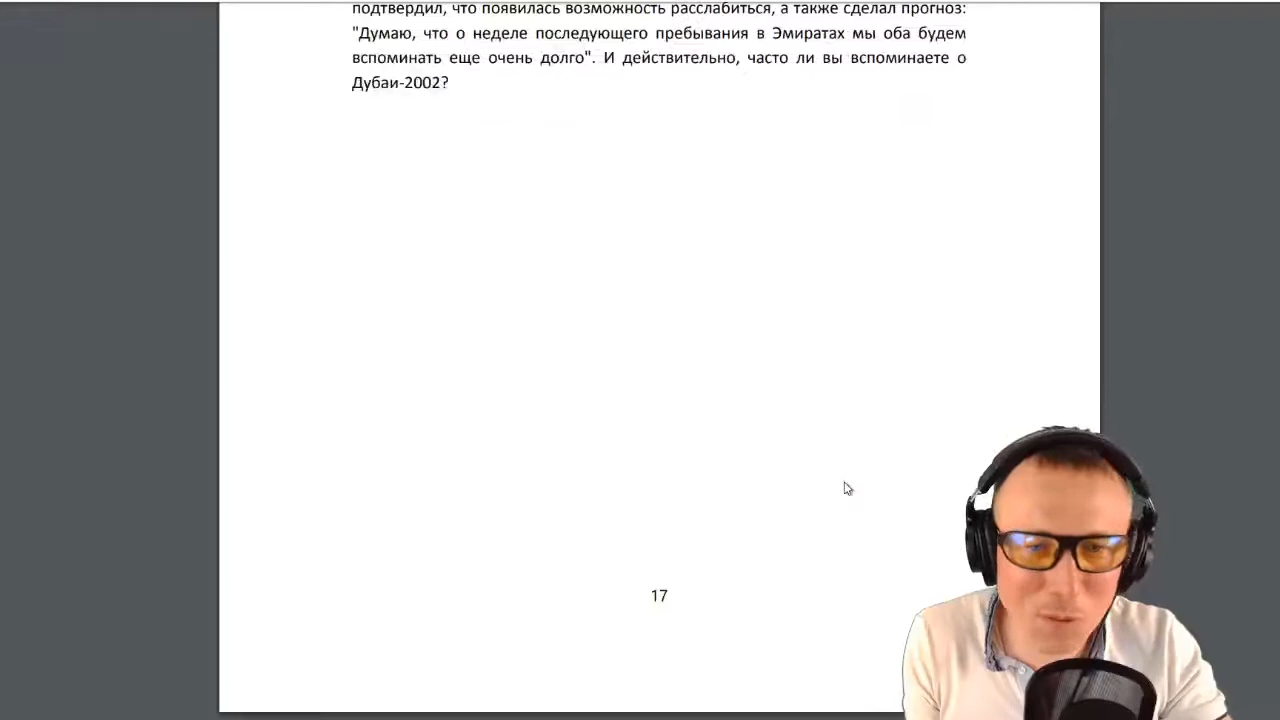 подтвердил, что появилась возможность расслабиться, а также сделал прогноз:
"Думаю, что о неделе последующего пребывания в Эмиратах мы оба будем
вспоминать еще очень долго". И действительно, часто ли вы вспоминаете о
Дубаи-2002?
17